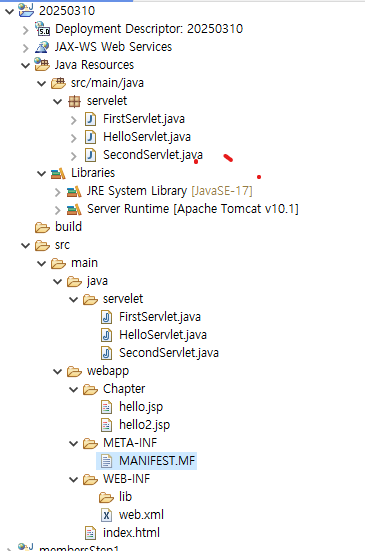 20250310
5.0 Deployment Descriptor: 20250310
JAX-WS Web Services
Java Resources
src/main/java
servelet
FirstServlet.java
HelloServlet.java
SecondServlet.java
Libraries
JRE System Library [JavaSE-17]
Server Runtime [Apache Tomcat v10.1]
build
src
main
java
servelet
FirstServlet.java
HelloServlet.java
SecondServlet.java
webapp
Chapter
hello.jsp
hello2.jsp
META-INF
MANIFEST.MF
WEB-INF
lib
web.xml
index.html
membersStep1